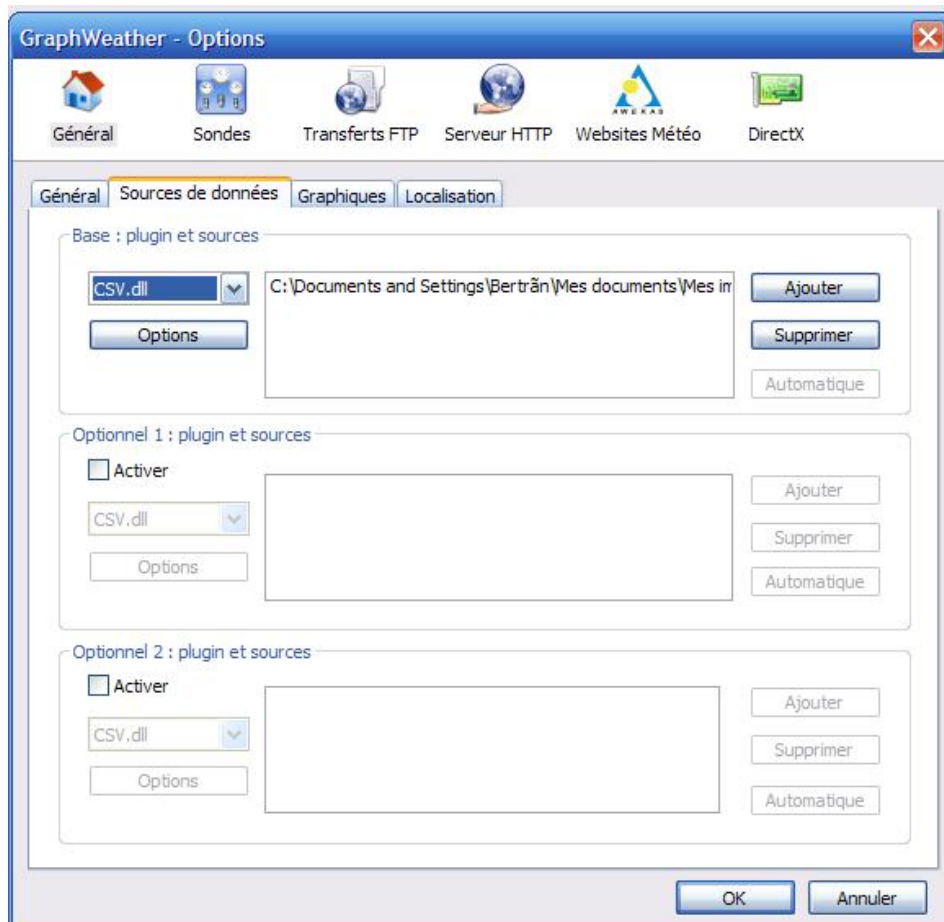 GraphWeather - Options
Général Sondes Transferts FTP Serveur HTTP Websites Météo DirectX
AWEKAS
Général Sources de données Graphiques Localisation
Base : plugin et sources
CSV.dll C:\Documents and Settings\Bertrãn\Mes documents\Mes im Ajouter
Options Supprimer
Automatique
Optionnel 1 : plugin et sources
Activer
Ajouter
CSV.dll
Supprimer
Options
Automatique
Optionnel 2 : plugin et sources
Activer
Ajouter
CSV.dll
Supprimer
Options
Automatique
OK Annuler